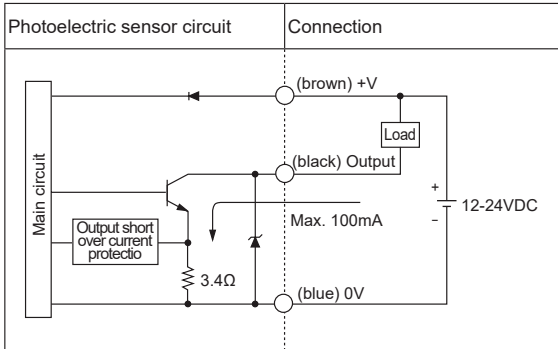 Photoelectric sensor circuit
Connection
Main circuit
(brown) +V
Load
(black) Output
+
12-24VDC
−
Max. 100mA
Output short
over current
protectio
3.4Ω
(blue) 0V